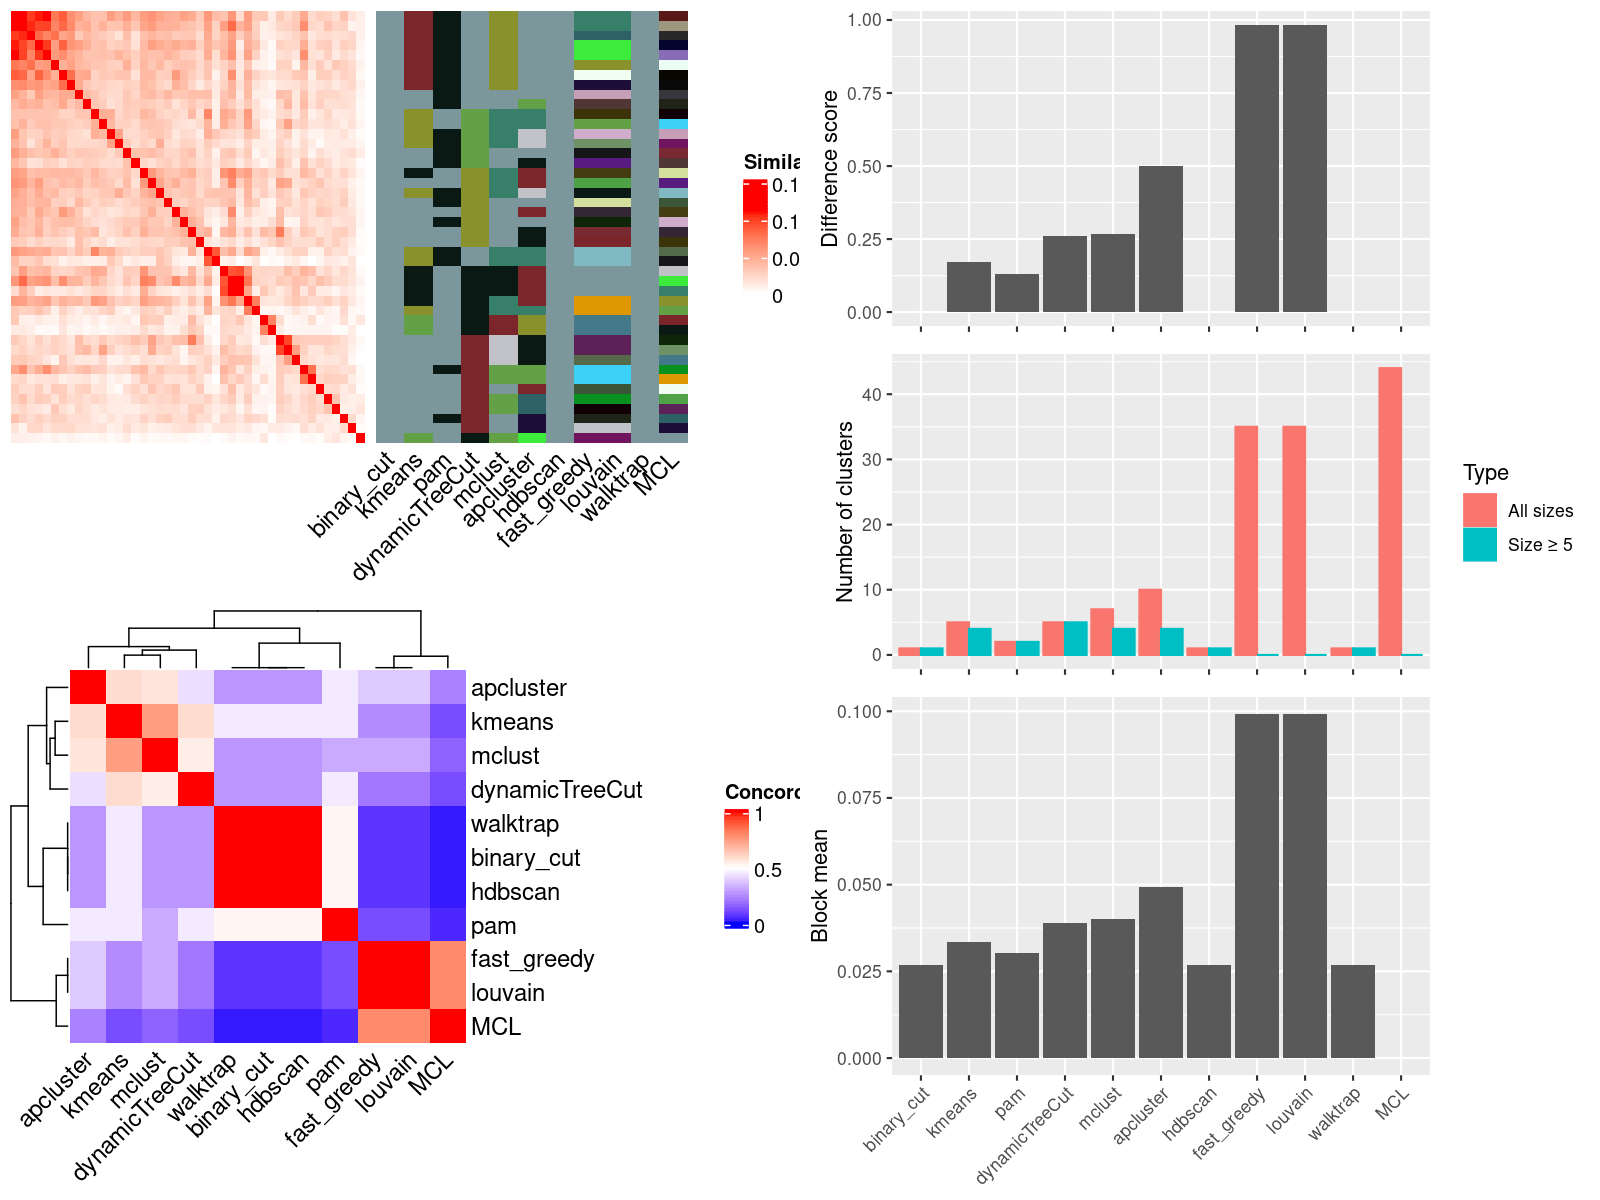 Simila
0.1
0.1
0.0
0
binary_cut
kmeans
pam
dynamicTreeCut
mclust
apcluster
hdbscan
fast_greedy
louvain
walktrap
MCL
apcluster
kmeans
mclust
dynamicTreeCut
walktrap
binary_cut
hdbscan
pam
fast_greedy
louvain
MCL
apcluster
kmeans
mclust
dynamicTreeCut
walktrap
binary_cut
hdbscan
pam
fast_greedy
louvain
MCL
Concord
1
0.5
0
Difference score
1.00
0.75
0.50
0.25
0.00
Number of clusters
40
30
20
10
0
Type
All sizes
Size ≥ 5
Block mean
0.100
0.075
0.050
0.025
0.000
binary_cut
kmeans
pam
dynamicTreeCut
mclust
apcluster
hdbscan
fast_greedy
louvain
walktrap
MCL